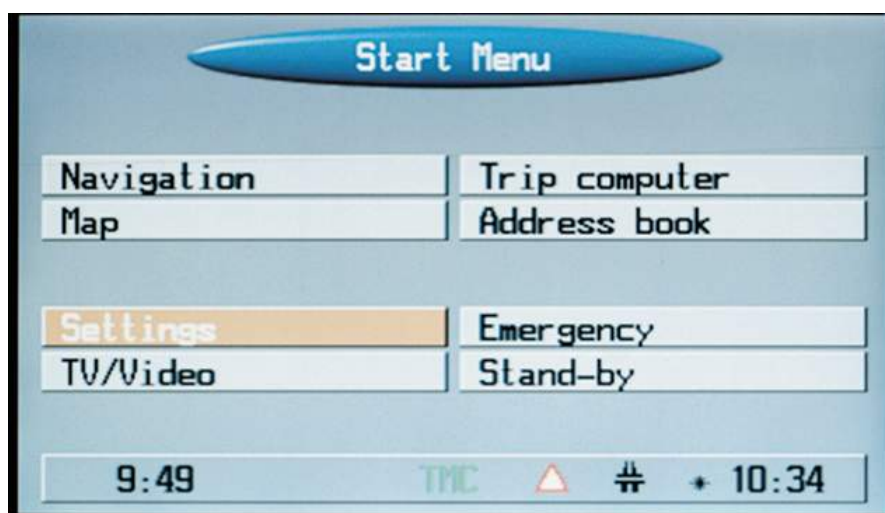 Start Menu
Navigation
Trip computer
Map
Address book
Settings
Emergency
TV/Video
Stand-by
9:49 TMC 10:34